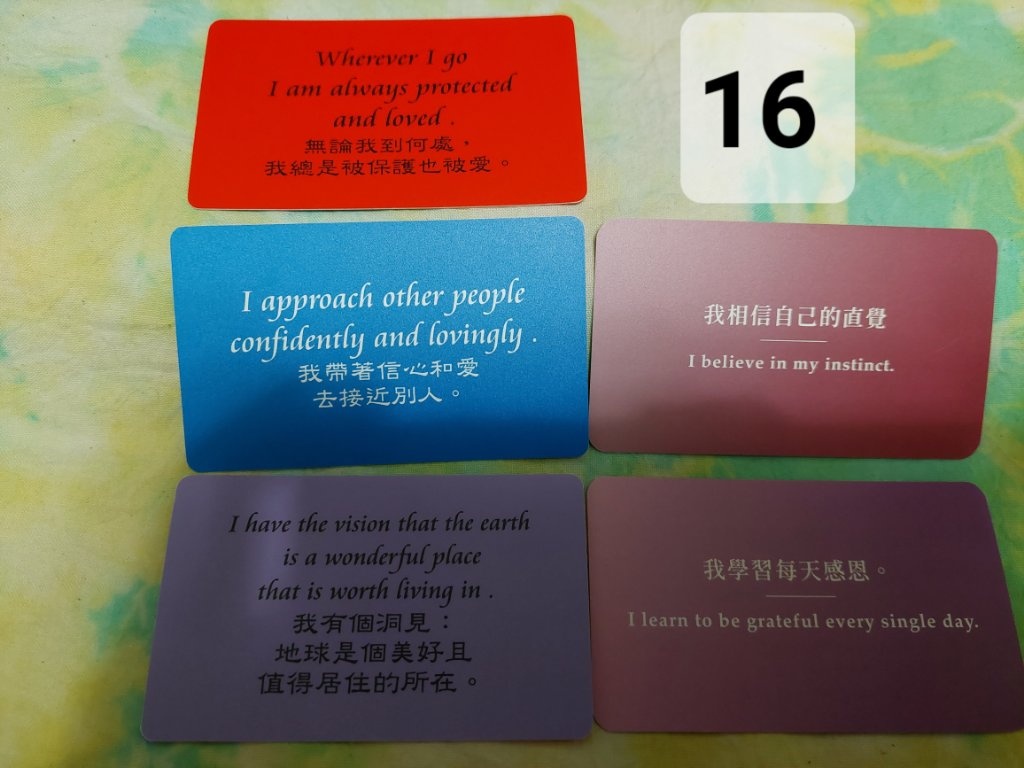 Wherever I go
I am always protected
and loved .
無論我到何處，
我總是被保護也被愛。
16
I approach other people
confidently and lovingly .
我帶著信心和愛
去接近別人。
我相信自己的直覺
I believe in my instinct.
I have the vision that the earth
is a wonderful place
that is worth living in .
我有個洞見：
地球是個美好且
值得居住的所在。
我學習每天感恩。
I learn to be grateful every single day.